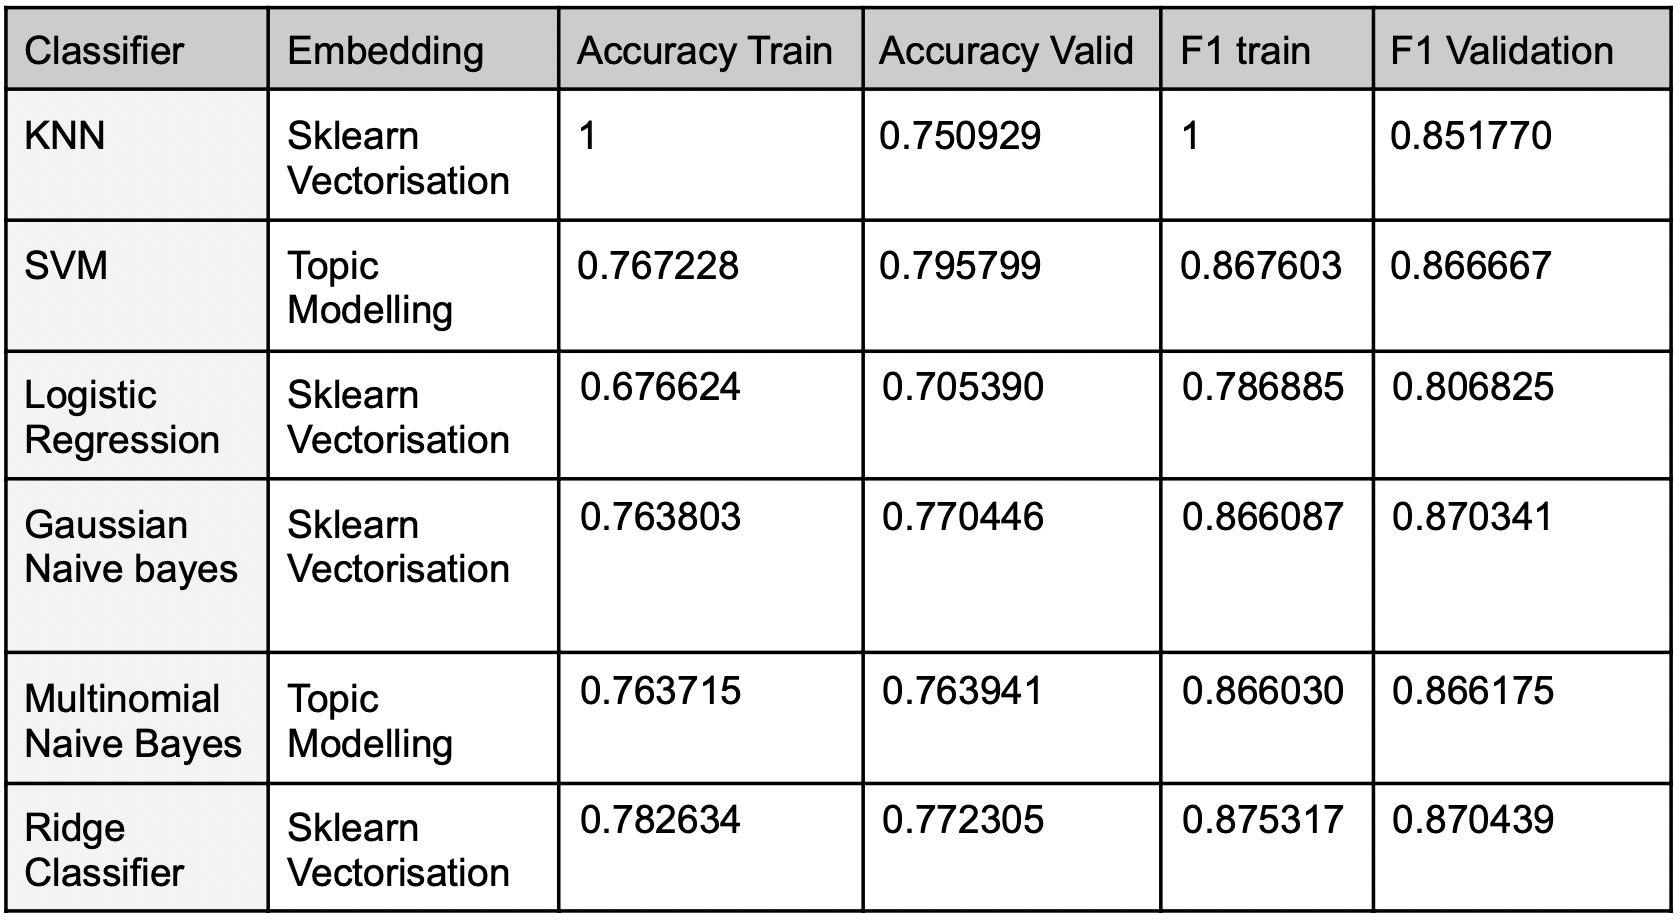 Classifier Embedding Accuracy Train Accuracy Valid F1 train F1 Validation
KNN Sklearn 1 0.750929 1 0.851770
Vectorisation
SVM Topic 0.767228 0.795799 0.867603 0.866667
Modelling
Logistic Sklearn 0.676624 0.705390 0.786885 0.806825
Regression Vectorisation
Gaussian Sklearn 0.763803 0.770446 0.866087 0.870341
Naive bayes Vectorisation
Multinomial Topic 0.763715 0.763941 0.866030 0.866175
Naive Bayes Modelling
Ridge Sklearn 0.782634 0.772305 0.875317 0.870439
Classifier Vectorisation